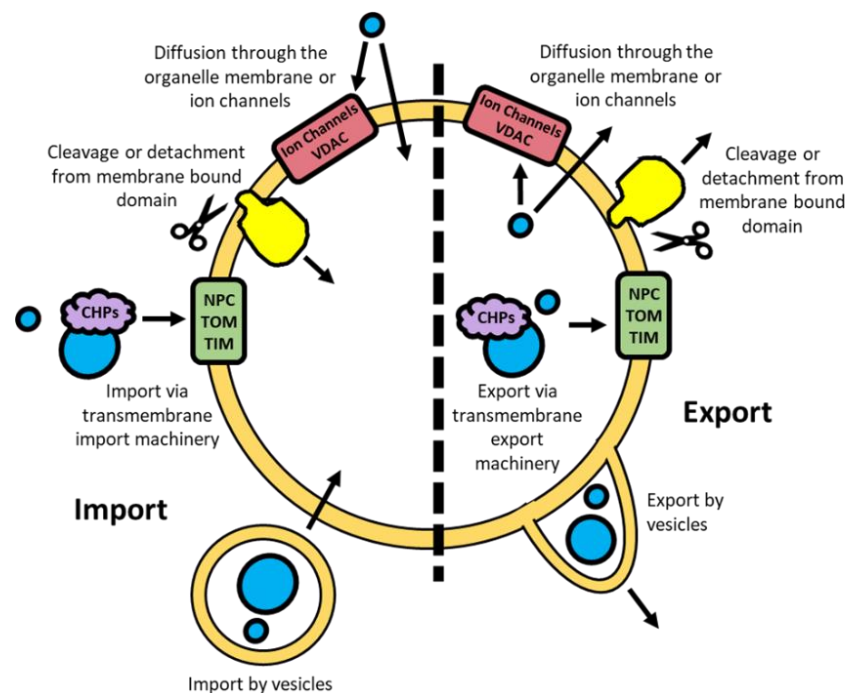 Diffusion through the
organelle membrane or
ion channels
Ion Channels
VDAC
Cleavage or detachment
from membrane bound
domain
NPC
TOM
TIM
CHPs
Import via
transmembrane
import machinery
Import
Import by vesicles
Diffusion through the
organelle membrane or
ion channels
Ion Channels
VDAC
Cleavage or
detachment from
membrane bound
domain
CHPs
NPC
TOM
TIM
Export via
transmembrane
export
machinery
Export
Export by
vesicles